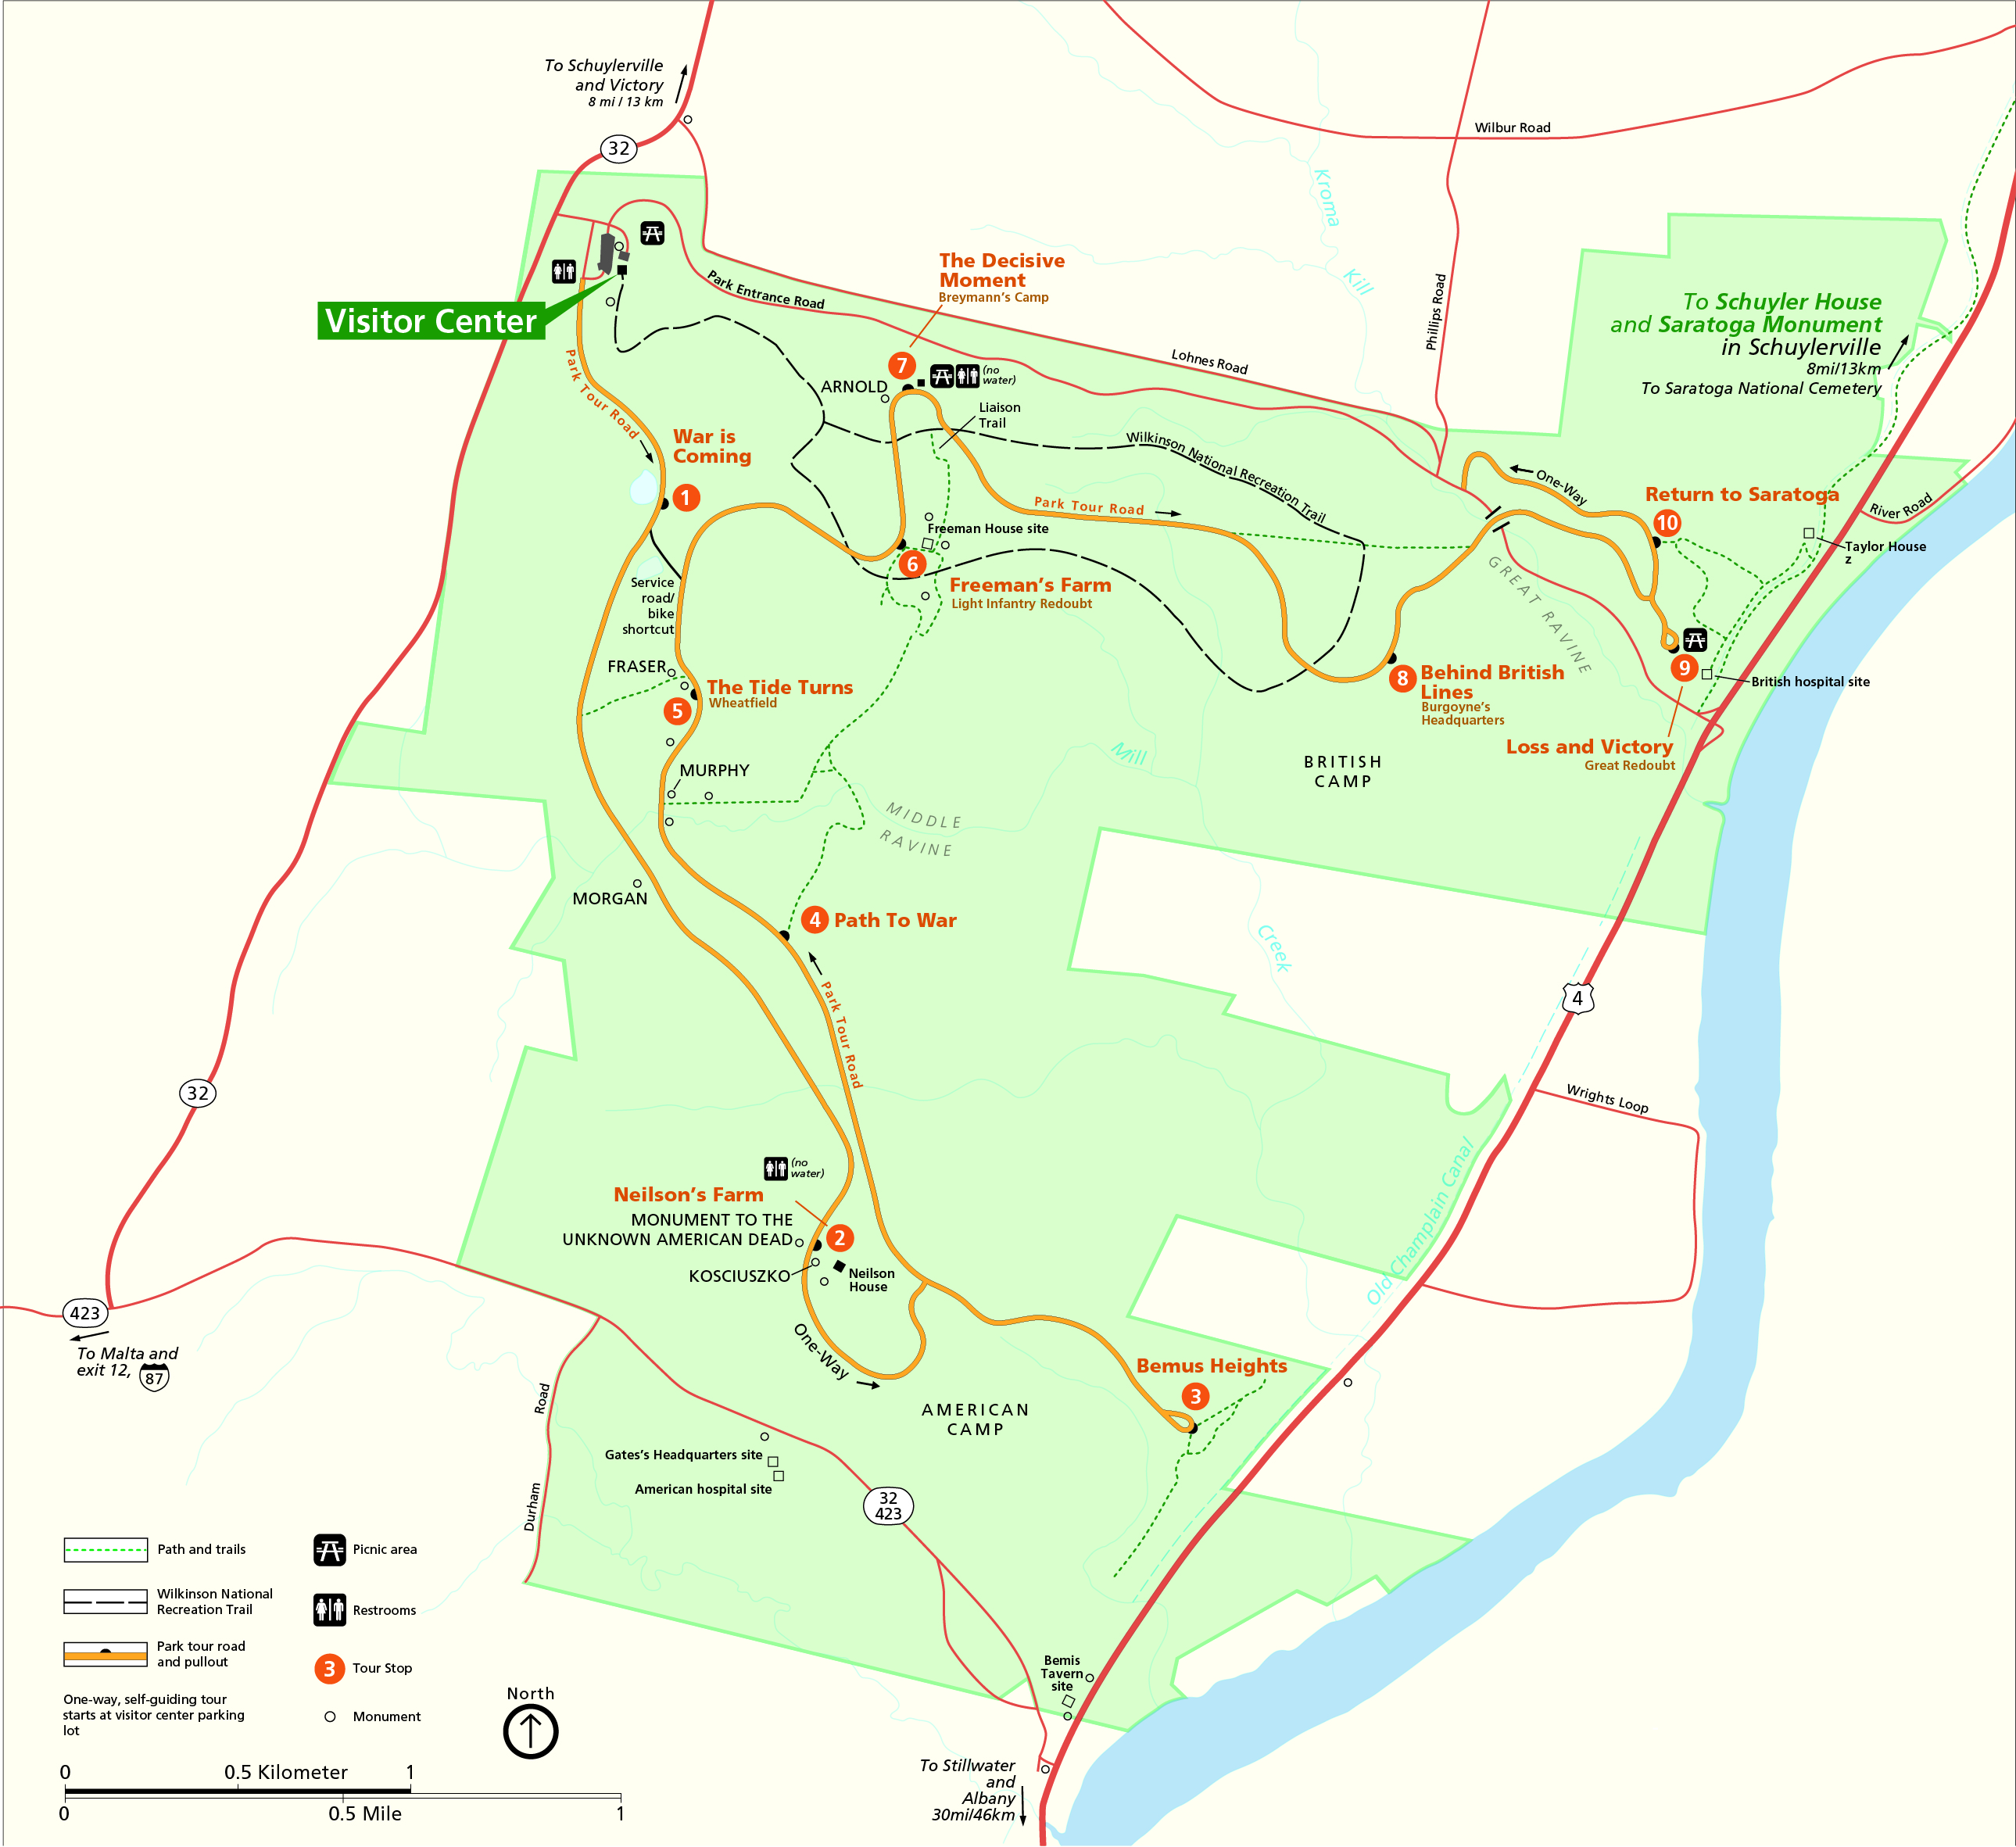 To Schuylerville
and Victory
8 mi / 13 km
32
Wilbur Road
Kroma
Kill
Phillips Road
Visitor Center
Park Entrance Road
The Decisive
Moment
Breymann's Camp
Lohnes Road
To Schuyler House
and Saratoga Monument
in Schuylerville
8mi/13km
To Saratoga National Cemetery
Park Tour Road
7
ARNOLD
(no
water)
Liaison
Trail
War is
Coming
1
Wilkinson National Recreation Trail
Park Tour Road
One-Way
Return to Saratoga
10
River Road
Taylor House
z
Freeman House site
6
Freeman's Farm
Light Infantry Redoubt
Service
road/
bike
shortcut
GREAT RAVINE
FRASER
The Tide Turns
Wheatfield
5
8
Behind British
Lines
Burgoyne's
Headquarters
9
British hospital site
Loss and Victory
Great Redoubt
MURPHY
Mill
BRITISH
CAMP
MIDDLE
RAVINE
MORGAN
4
Path To War
Creek
Park Tour Road
4
32
Wrights Loop
Old Champlain Canal
(no
water)
Neilson's Farm
MONUMENT TO THE
UNKNOWN AMERICAN DEAD
2
KOSCIUSZKO
Neilson
House
423
To Malta and
exit 12,
87
One-Way
Bemus Heights
3
AMERICAN
CAMP
Durham
Road
Gates's Headquarters site
American hospital site
32
423
Bemis
Tavern
site
To Stillwater
and
Albany
30mi/46km
Path and trails
Picnic area
Wilkinson National
Recreation Trail
Restrooms
Park tour road
and pullout
3
Tour Stop
One-way, self-guiding tour
starts at visitor center parking
lot
Monument
North
0
0.5 Kilometer
1
0
0.5 Mile
1